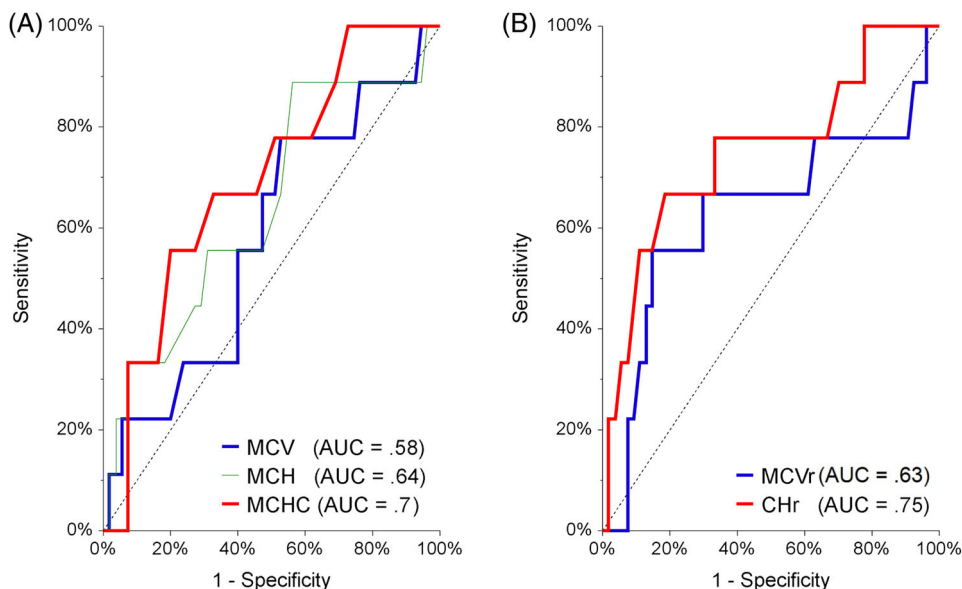 (A)
100%
80%
60%
40%
20%
0%
Sensitivity
MCV (AUC = .58)
MCH (AUC = .64)
MCHC (AUC = .7)
0% 20% 40% 60% 80% 100%
1 - Specificity
(B)
100%
80%
60%
40%
20%
0%
Sensitivity
MCVr (AUC = .63)
CHr (AUC = .75)
0% 20% 40% 60% 80% 100%
1 - Specificity